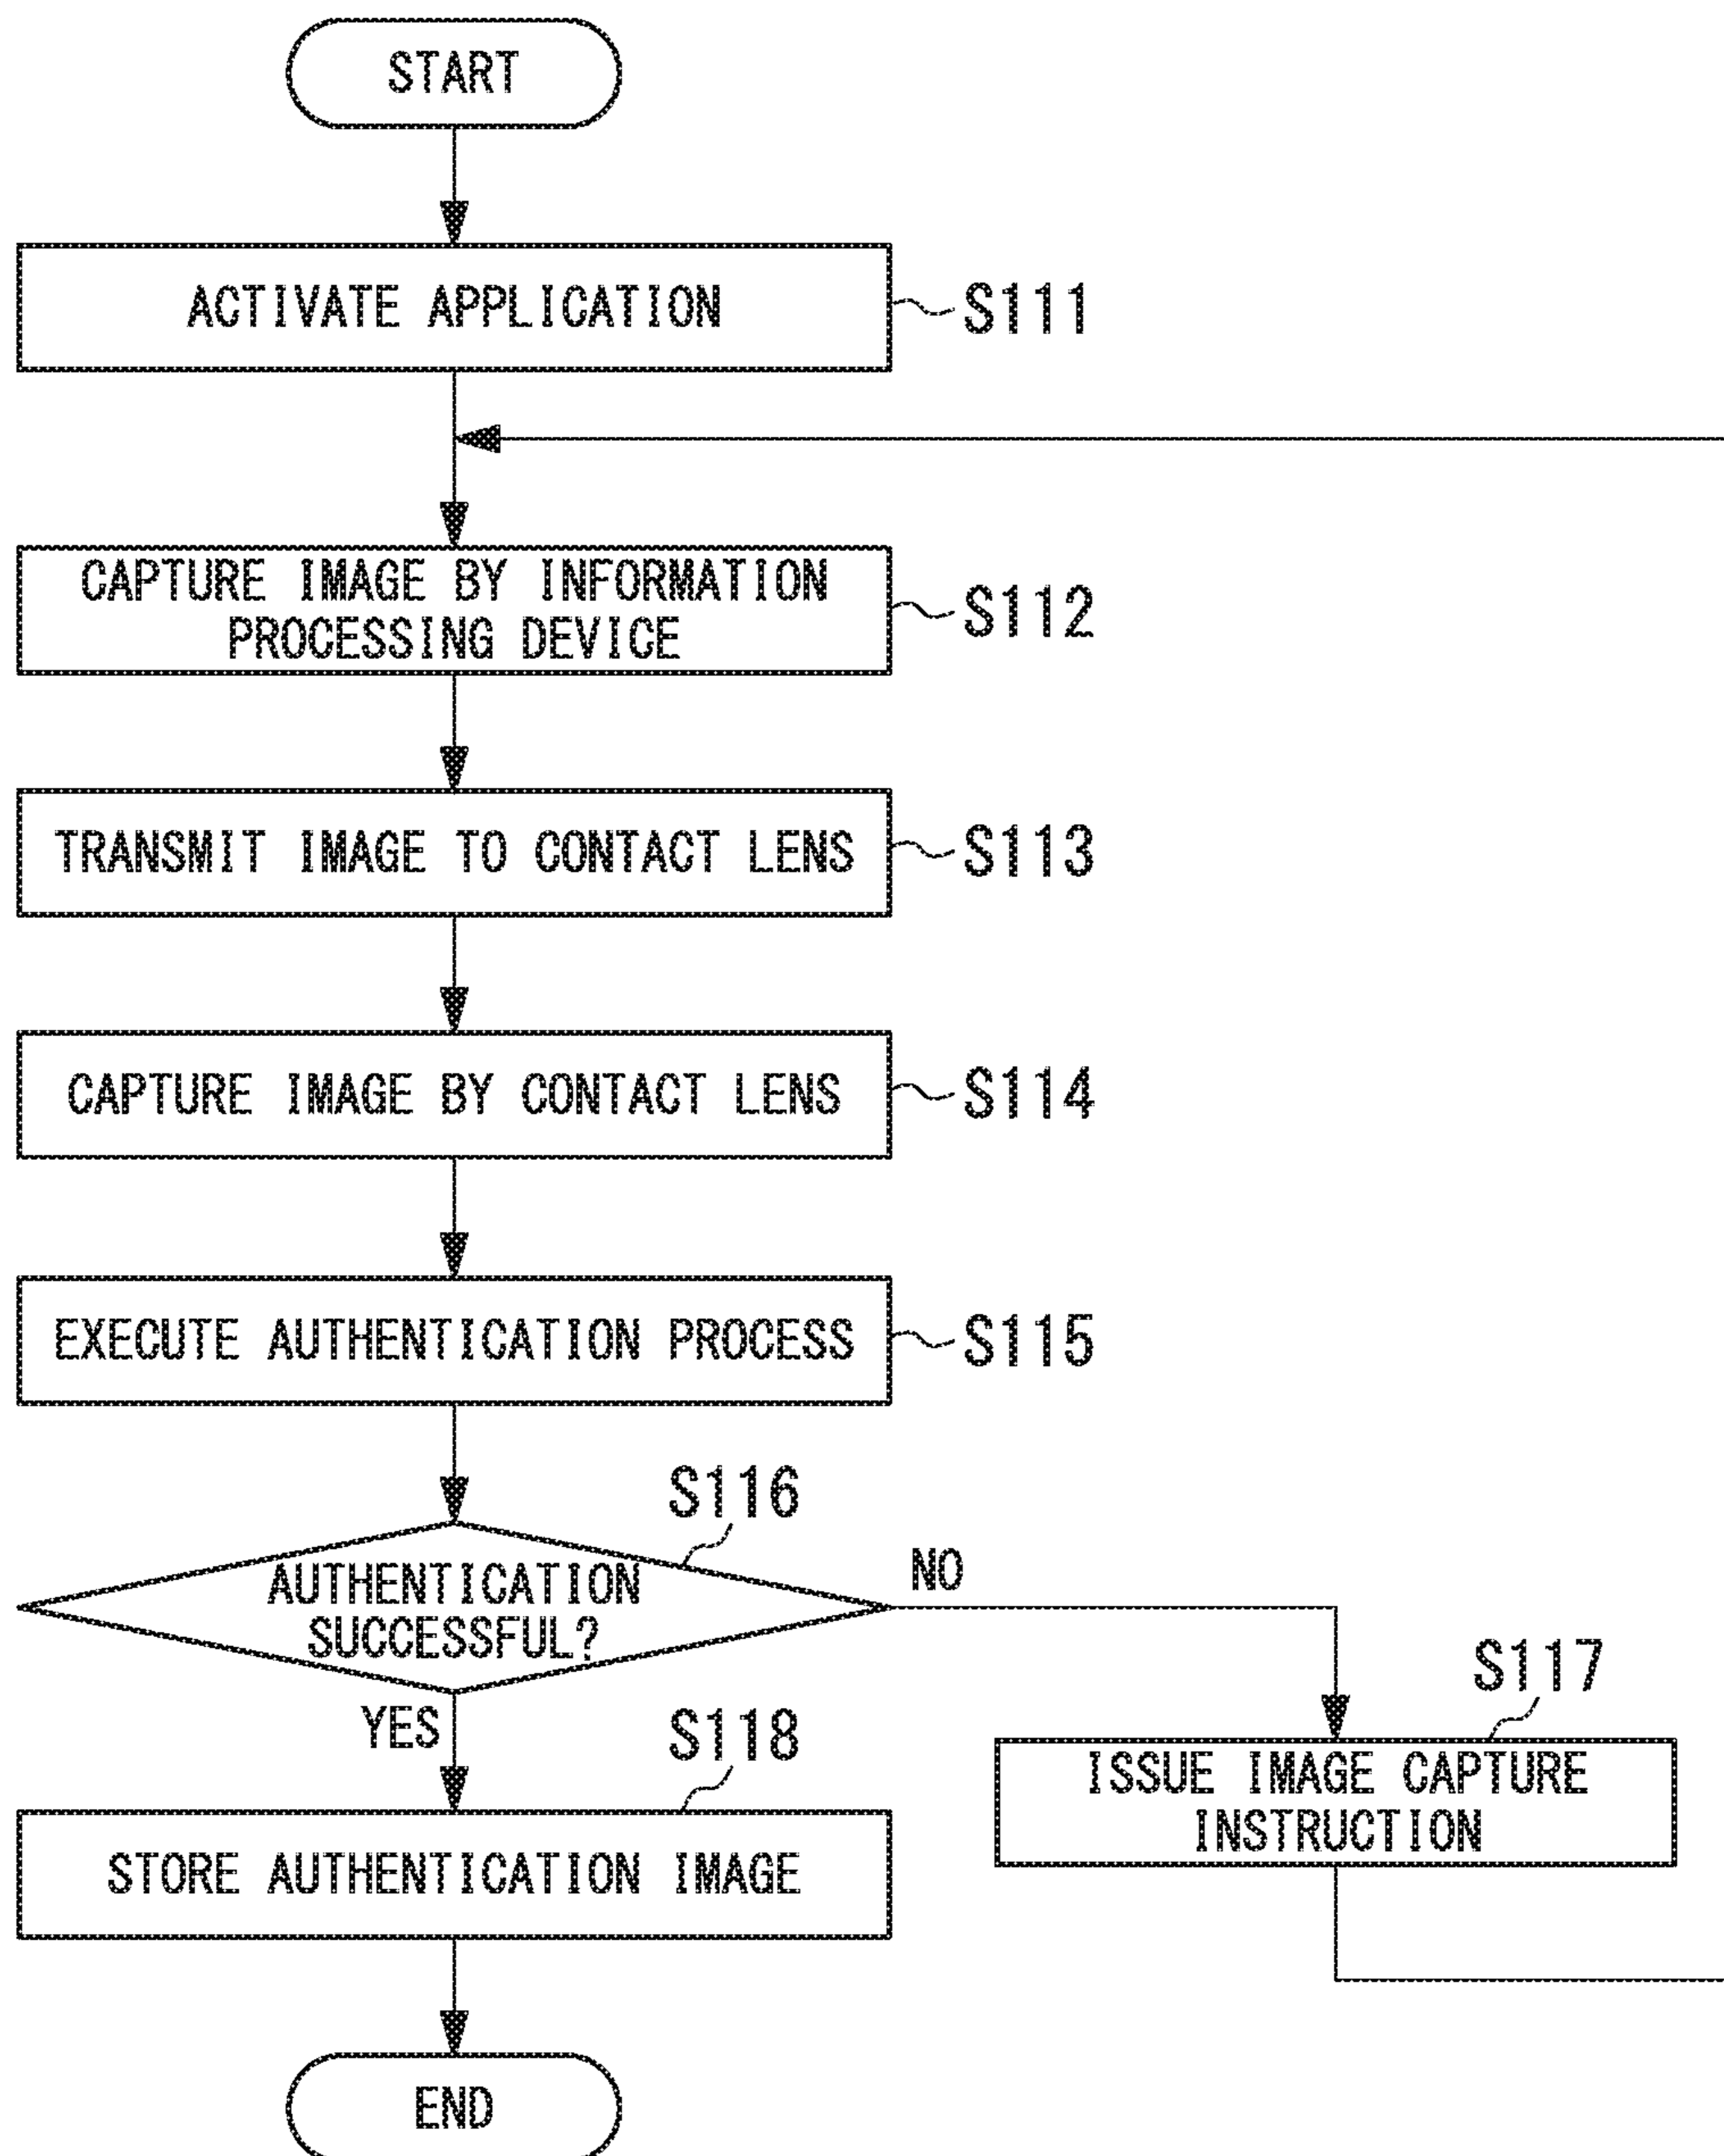 START
ACTIVATE APPLICATION
S111
CAPTURE IMAGE BY INFORMATION
PROCESSING DEVICE
S112
TRANSMIT IMAGE TO CONTACT LENS
S113
CAPTURE IMAGE BY CONTACT LENS
S114
EXECUTE AUTHENTICATION PROCESS
S115
S116
AUTHENTICATION
SUCCESSFUL?
NO
YES
S117
ISSUE IMAGE CAPTURE
INSTRUCTION
S118
STORE AUTHENTICATION IMAGE
END